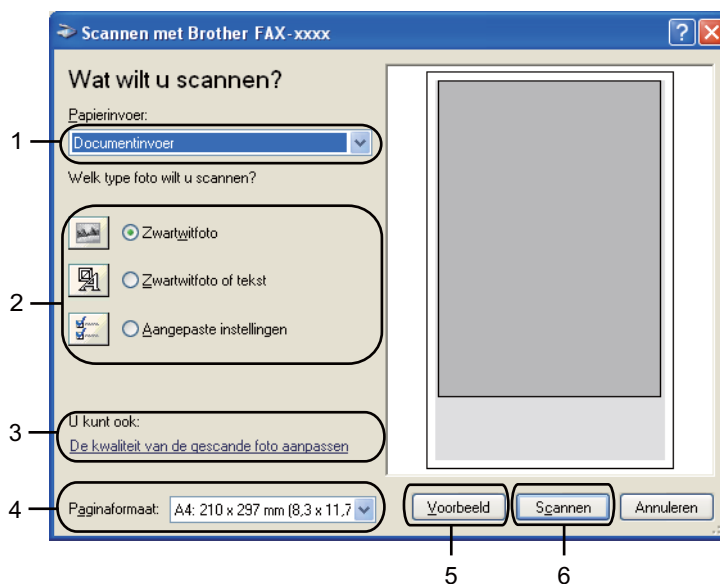 Scannen met Brother FAX-xxxx
Wat wilt u scannen?
Papierinvoer:
1
Documentinvoer
Welk type foto wilt u scannen?
Zwartwitfoto
2
Zwartwitfoto of tekst
Aangepaste instellingen
3
U kunt ook:
De kwaliteit van de gescande foto aanpassen
4
Paginaformaat: A4: 210 x 297 mm (8,3 x 11,7
Voorbeeld Scannen Annuleren
5 6